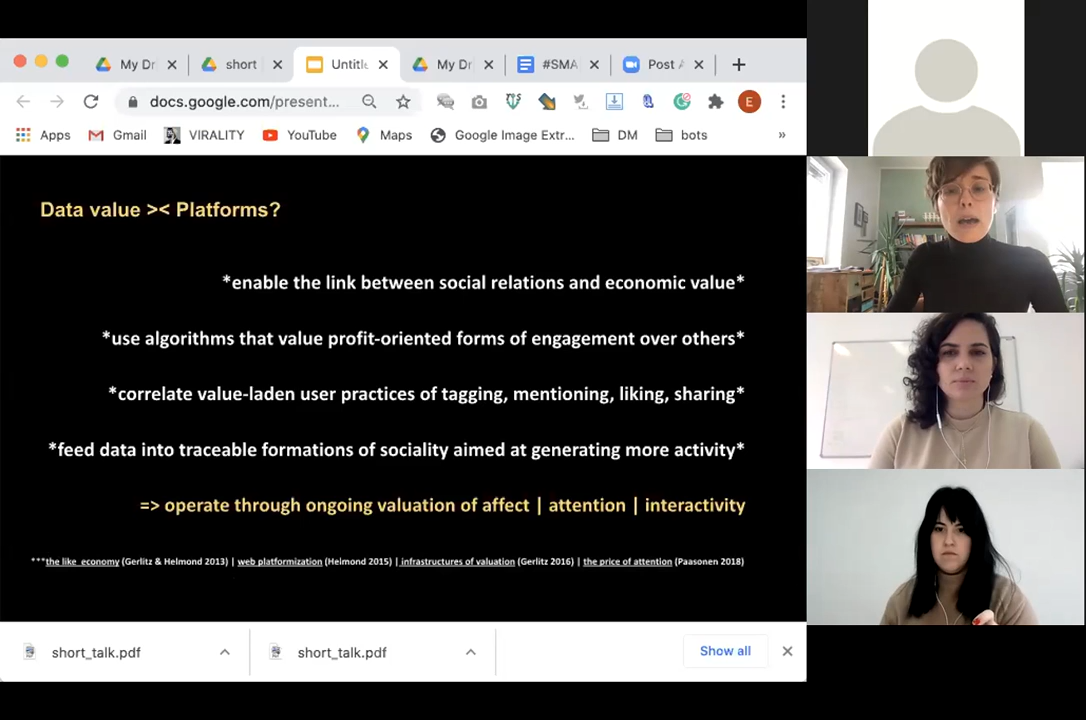 My Dr
short
Untitle
My Dr
#SMA
Post A
docs.google.com/present...
E
Apps
Gmail
VIRALITY
YouTube
Maps
Google Image Extr...
DM
bots
»
Data value >< Platforms?
*enable the link between social relations and economic value*
*use algorithms that value profit-oriented forms of engagement over others*
*correlate value-laden user practices of tagging, mentioning, liking, sharing*
*feed data into traceable formations of sociality aimed at generating more activity*
=> operate through ongoing valuation of affect | attention | interactivity
***the like economy (Gerlitz & Helmond 2013) | web platformization (Helmond 2015) | infrastructures of valuation (Gerlitz 2016) | the price of attention (Paasonen 2018)
short_talk.pdf
short_talk.pdf
Show all